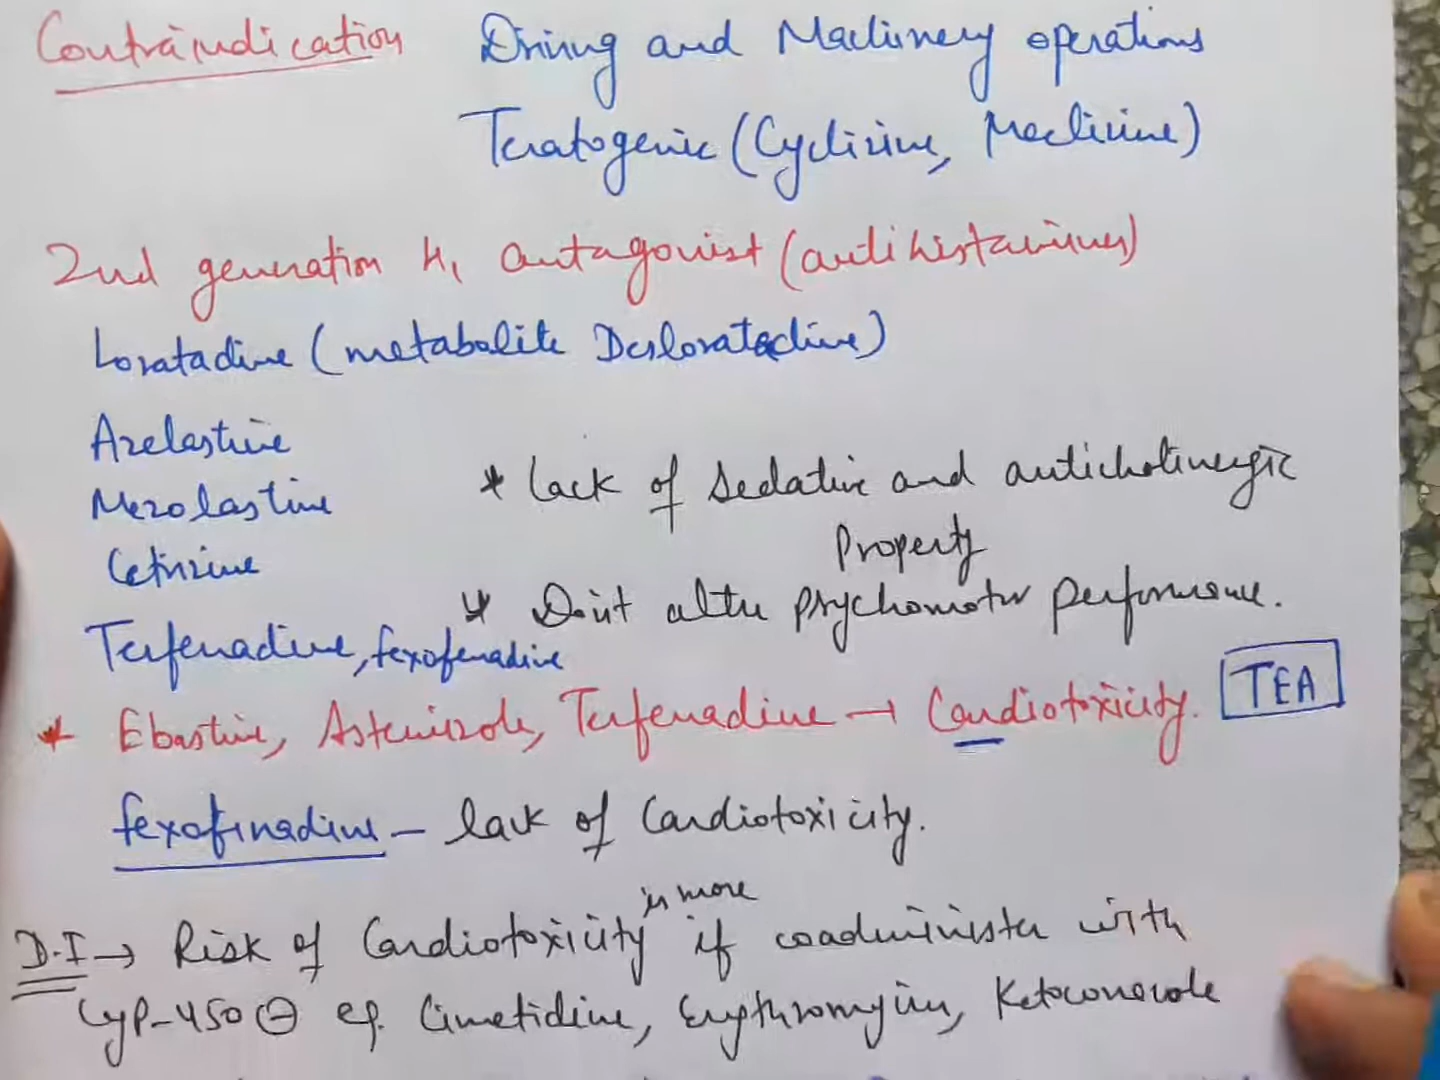 Contraindication Driving and Machinery operations
Teratogenic (Cyclizine, Meclizine)
2nd generation H1 antagonist (antihistamines)
Loratadine (metabolite Desloratadine)
Azelastine
Mezolastine
Cetrizine
* Lack of sedative and anticholinergic
Property
* Don't alter psychomotor performance.
Terfenadine, fexofenadine
* Ebastine, Astemizole, Terfenadine → Cardiotoxicity. TEA
fexofinadine - lack of Cardiotoxicity.
D.I → Risk of Cardiotoxicity is more if coadminister with
CYP-450 ⊖ eg. Cimetidine, Erythromycin, Ketoconazole